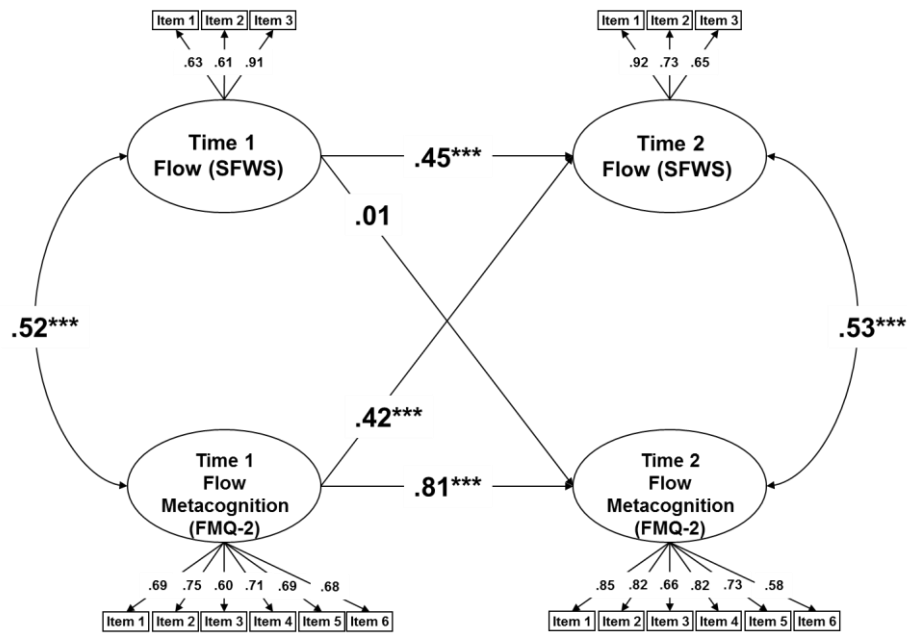 Item 1 Item 2 Item 3
Item 1 Item 2 Item 3
.63 .61 .91
.92 .73 .65
Time 1
Flow (SFWS)
Time 2
Flow (SFWS)
.45***
.01
.52***
.53***
.42***
.81***
Time 1
Flow
Metacognition
(FMQ-2)
Time 2
Flow
Metacognition
(FMQ-2)
.69 .75 .60 .71 .69 .68
.85 .82 .66 .82 .73 .58
Item 1 Item 2 Item 3 Item 4 Item 5 Item 6
Item 1 Item 2 Item 3 Item 4 Item 5 Item 6